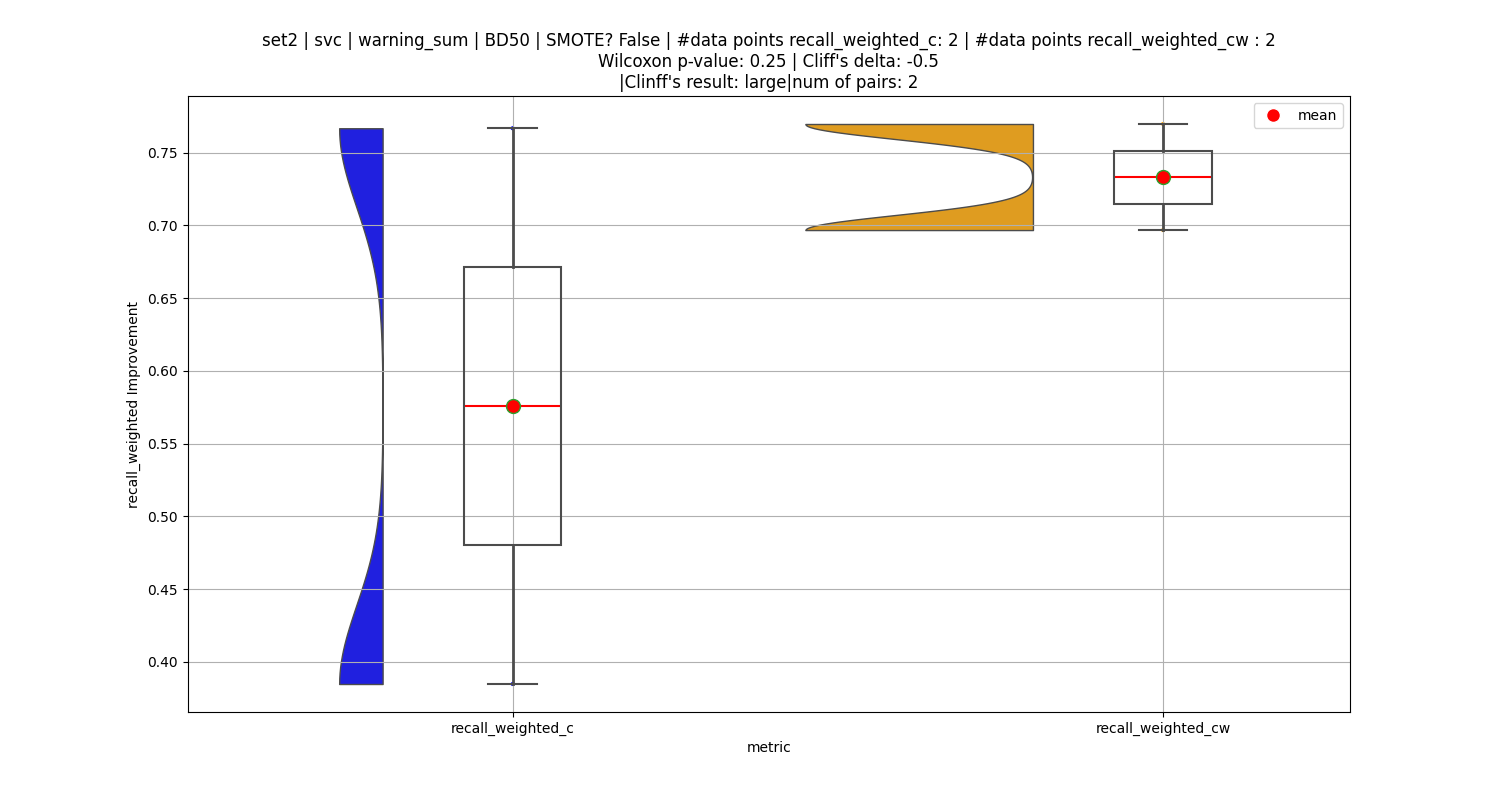 set2 | svc | warning_sum | BD50 | SMOTE? False | #data points recall_weighted_c: 2 | #data points recall_weighted_cw : 2
Wilcoxon p-value: 0.25 | Cliff's delta: -0.5
|Clinff's result: large|num of pairs: 2
mean
0.75
0.70
0.65
0.60
0.55
0.50
0.45
0.40
recall_weighted Improvement
recall_weighted_c
recall_weighted_cw
metric